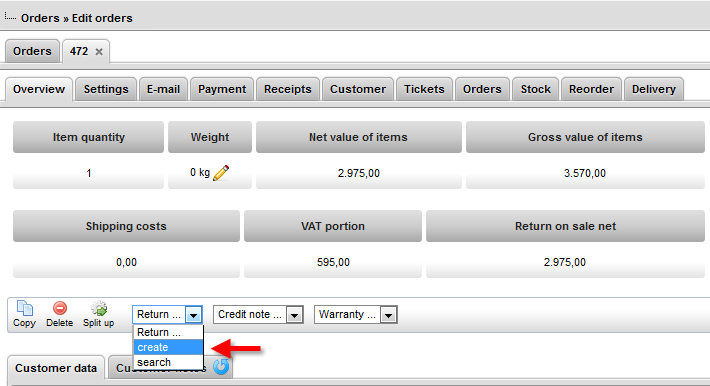 Orders » Edit orders
Orders 472
Overview Settings E-mail Payment Receipts Customer Tickets Orders Stock Reorder Delivery
Item quantity Weight Net value of items Gross value of items
1 0 kg 2.975,00 3.570,00
Shipping costs VAT portion Return on sale net
0,00 595,00 2.975,00
Copy Delete Split up Return ... Credit note ... Warranty ...
Return ...
create
search
Customer data Customer notes